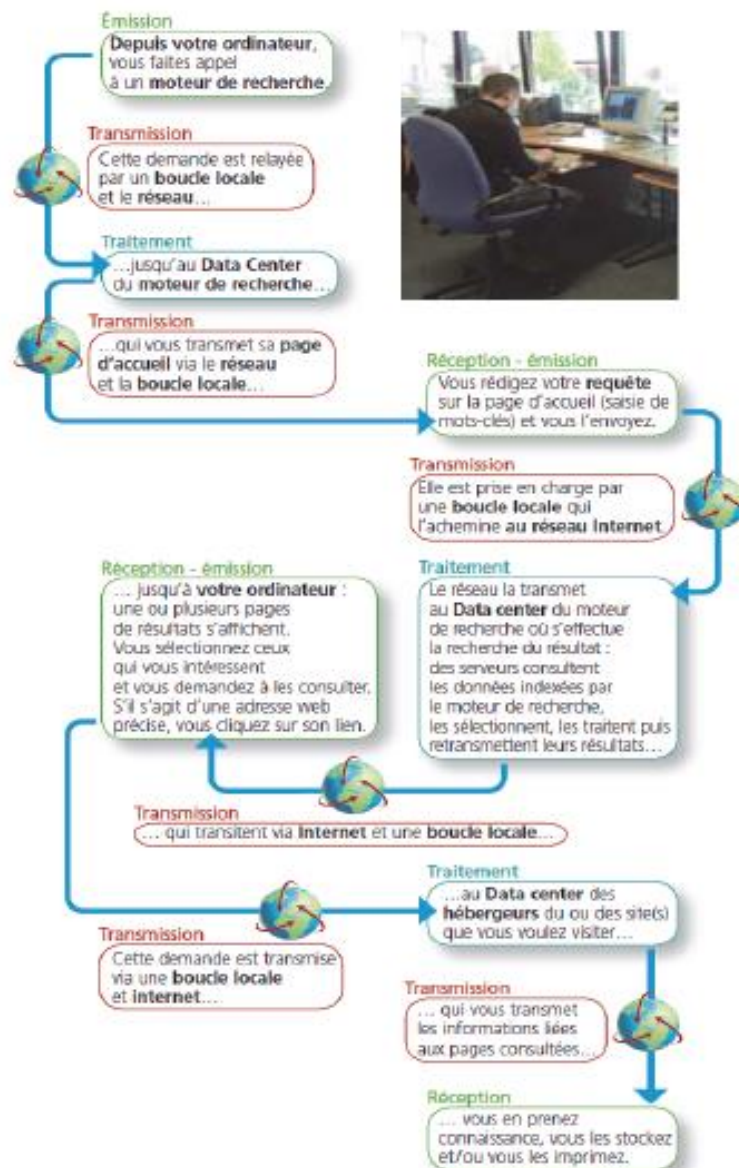 Émission
Depuis votre ordinateur,
vous faites appel
à un moteur de recherche
Transmission
Cette demande est relayée
par un boucle locale
et le réseau...
Traitement
...jusqu'au Data Center
du moteur de recherche...
Transmission
...qui vous transmet sa page
d'accueil via le réseau
et la boucle locale...
Réception - émission
Vous rédigez votre requête
sur la page d'accueil (saisie de
mots-clés) et vous l'envoyez.
Transmission
Elle est prise en charge par
une boucle locale qui
l'achemine au réseau Internet
Traitement
Le réseau la transmet
au Data center du moteur
de recherche où s'effectue
la recherche du résultat :
des serveurs consultent
les données indexées par
le moteur de recherche,
les sélectionnent, les traitent puis
retransmettent leurs résultats...
Transmission
... qui transitent via Internet et une boucle locale...
Réception - émission
... jusqu'à votre ordinateur :
une ou plusieurs pages
de résultats s'affichent.
Vous sélectionnez ceux
qui vous intéressent
et vous demandez à les consulter.
S'il s'agit d'une adresse web
précise, vous cliquez sur son lien.
Transmission
Cette demande est transmise
via une boucle locale
et internet...
Traitement
...au Data center des
hébergeurs du ou des site(s)
que vous voulez visiter...
Transmission
... qui vous transmet
les informations liées
aux pages consultées...
Réception
... vous en prenez
connaissance, vous les stockez
et/ou vous les imprimez.